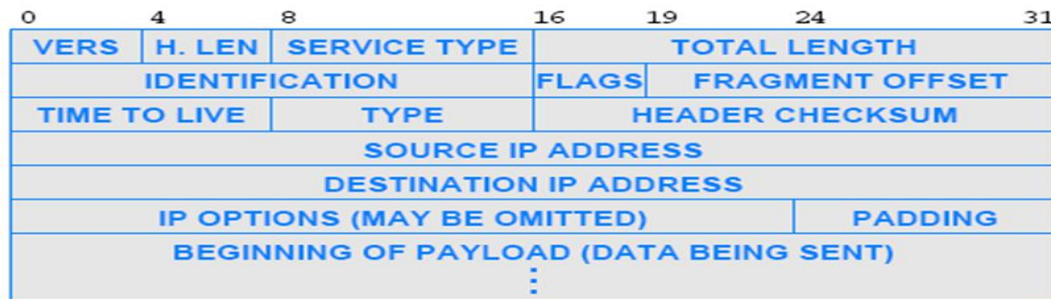 0 4 8 16 19 24 31
VERS H. LEN SERVICE TYPE TOTAL LENGTH
IDENTIFICATION FLAGS FRAGMENT OFFSET
TIME TO LIVE TYPE HEADER CHECKSUM
SOURCE IP ADDRESS
DESTINATION IP ADDRESS
IP OPTIONS (MAY BE OMITTED) PADDING
BEGINNING OF PAYLOAD (DATA BEING SENT)